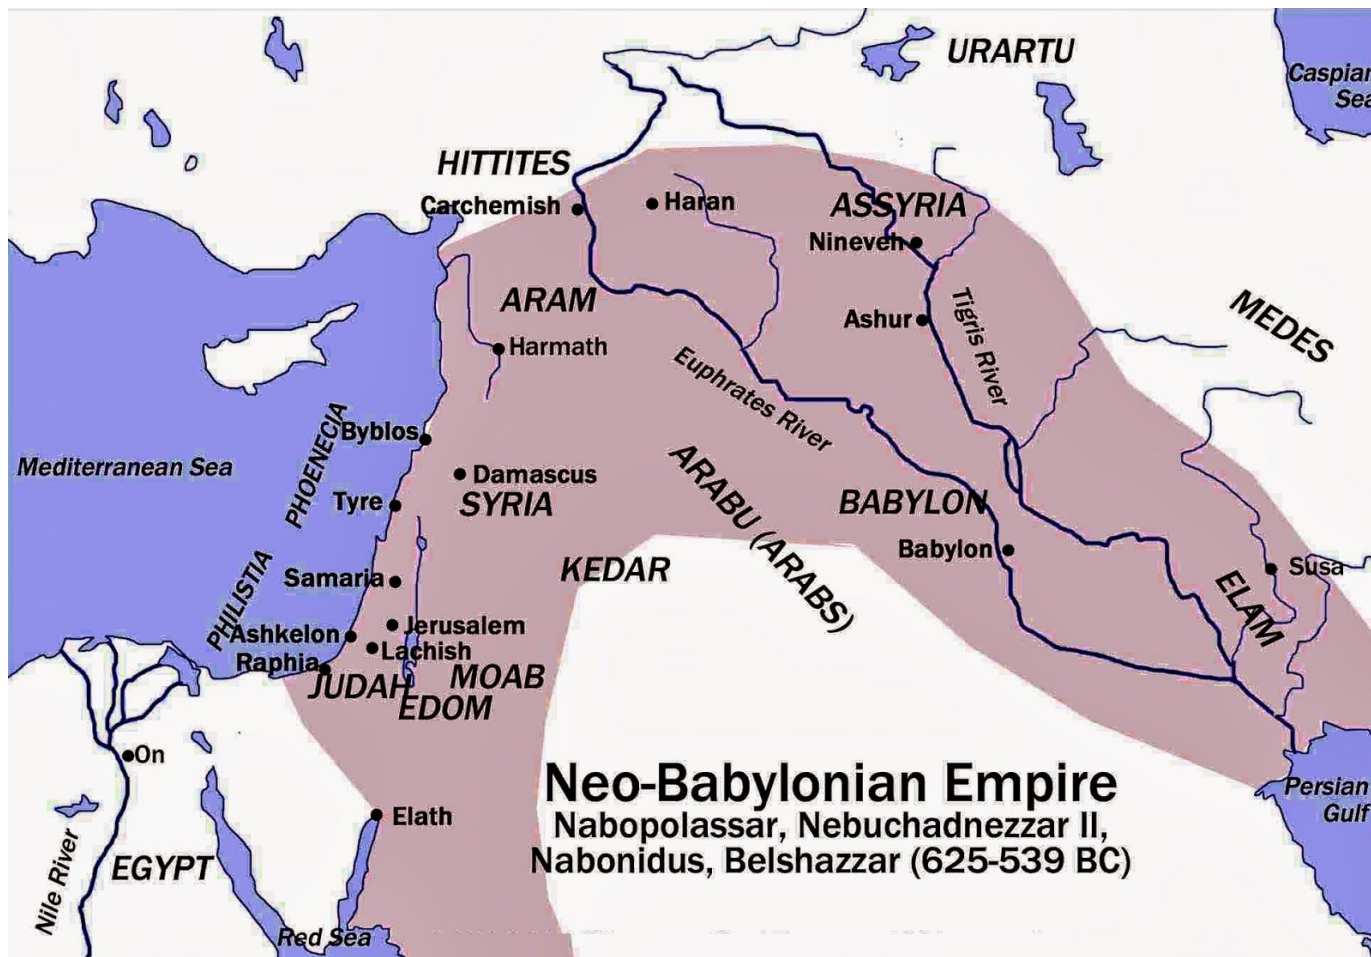 URARTU
Caspian
Sea
HITTITES
Carchemish
Haran
ASSYRIA
Nineveh
ARAM
Ashur
Tigris River
MEDES
Harmath
Euphrates River
PHOENECIA
Byblos
Mediterranean Sea
Damascus
Tyre
SYRIA
ARABU (ARABS)
BABYLON
Babylon
KEDAR
Samaria
PHILISTIA
Susa
ELAM
Ashkelon
Jerusalem
Lachish
Raphia
JUDAH
MOAB
EDOM
On
Elath
Nile River
EGYPT
Red Sea
Neo-Babylonian Empire
Nabopolassar, Nebuchadnezzar II,
Nabonidus, Belshazzar (625-539 BC)
Persian
Gulf